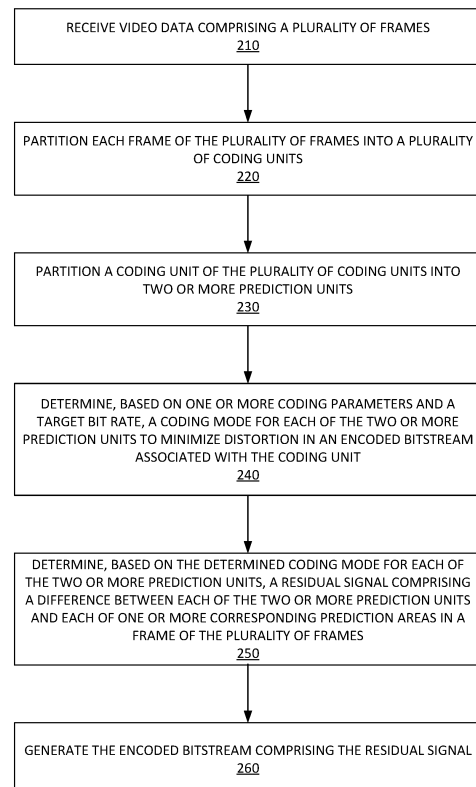 RECEIVE VIDEO DATA COMPRISING A PLURALITY OF FRAMES
210
PARTITION EACH FRAME OF THE PLURALITY OF FRAMES INTO A PLURALITY
OF CODING UNITS
220
PARTITION A CODING UNIT OF THE PLURALITY OF CODING UNITS INTO
TWO OR MORE PREDICTION UNITS
230
DETERMINE, BASED ON ONE OR MORE CODING PARAMETERS AND A
TARGET BIT RATE, A CODING MODE FOR EACH OF THE TWO OR MORE
PREDICTION UNITS TO MINIMIZE DISTORTION IN AN ENCODED BITSTREAM
ASSOCIATED WITH THE CODING UNIT
240
DETERMINE, BASED ON THE DETERMINED CODING MODE FOR EACH OF
THE TWO OR MORE PREDICTION UNITS, A RESIDUAL SIGNAL COMPRISING
A DIFFERENCE BETWEEN EACH OF THE TWO OR MORE PREDICTION UNITS
AND EACH OF ONE OR MORE CORRESPONDING PREDICTION AREAS IN A
FRAME OF THE PLURALITY OF FRAMES
250
GENERATE THE ENCODED BITSTREAM COMPRISING THE RESIDUAL SIGNAL
260